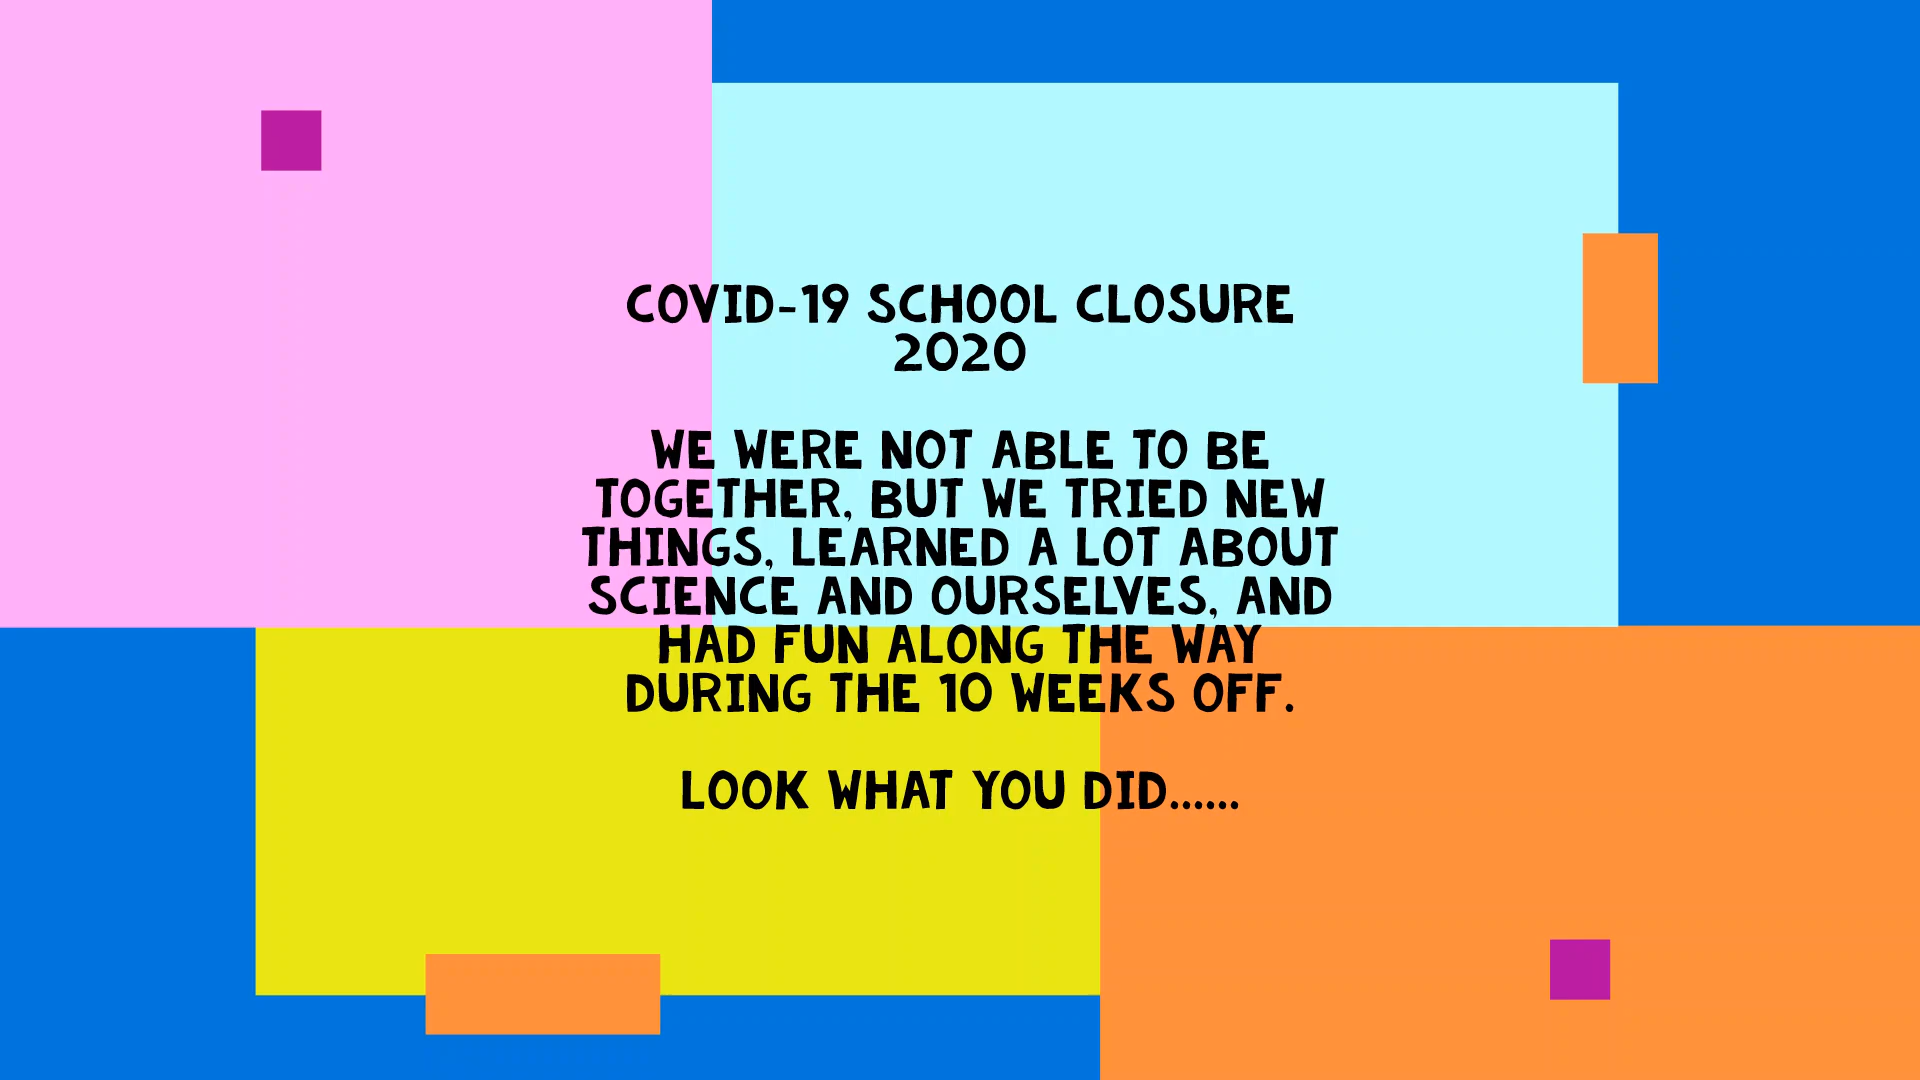 COVID-19 SCHOOL CLOSURE
2020
WE WERE NOT ABLE TO BE
TOGETHER, BUT WE TRIED NEW
THINGS, LEARNED A LOT ABOUT
SCIENCE AND OURSELVES, AND
HAD FUN ALONG THE WAY
DURING THE 10 WEEKS OFF.
LOOK WHAT YOU DID......